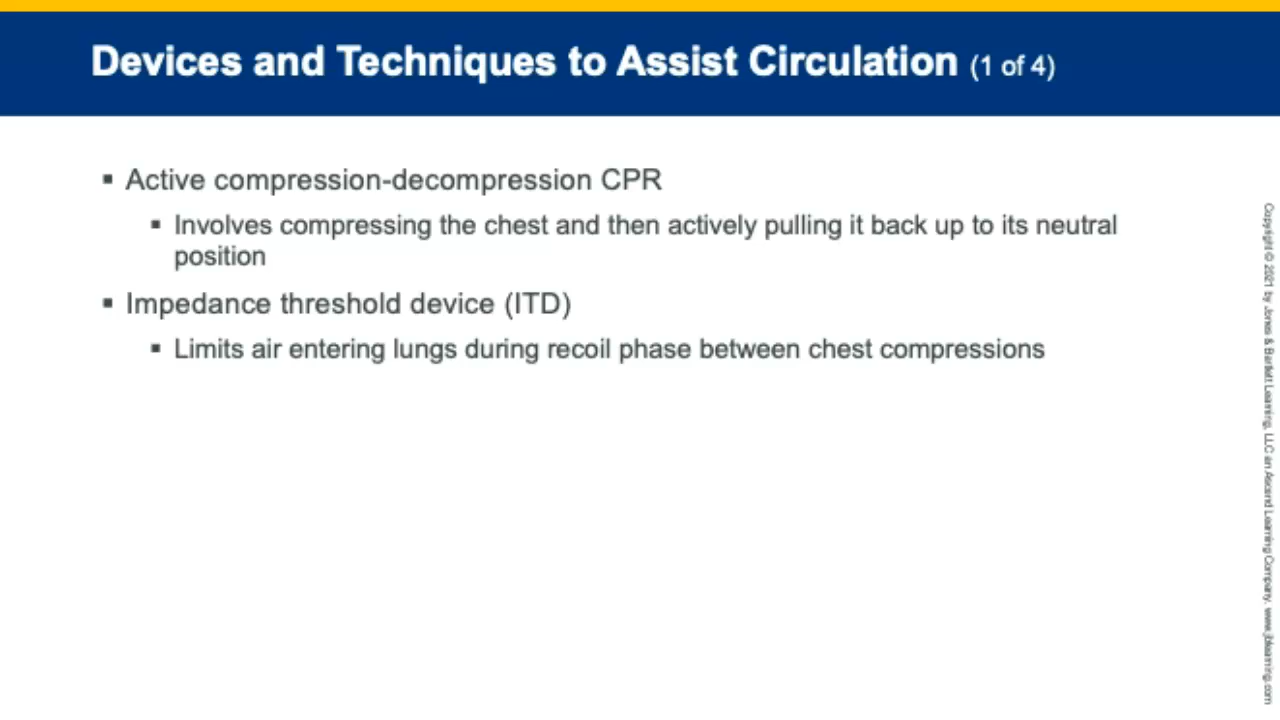 Devices and Techniques to Assist Circulation (1 of 4)
▪ Active compression-decompression CPR
▪ Involves compressing the chest and then actively pulling it back up to its neutral
position
▪ Impedance threshold device (ITD)
▪ Limits air entering lungs during recoil phase between chest compressions
Copyright © 2021 by Jones & Bartlett Learning, LLC an Ascend Learning Company. www.jblearning.com